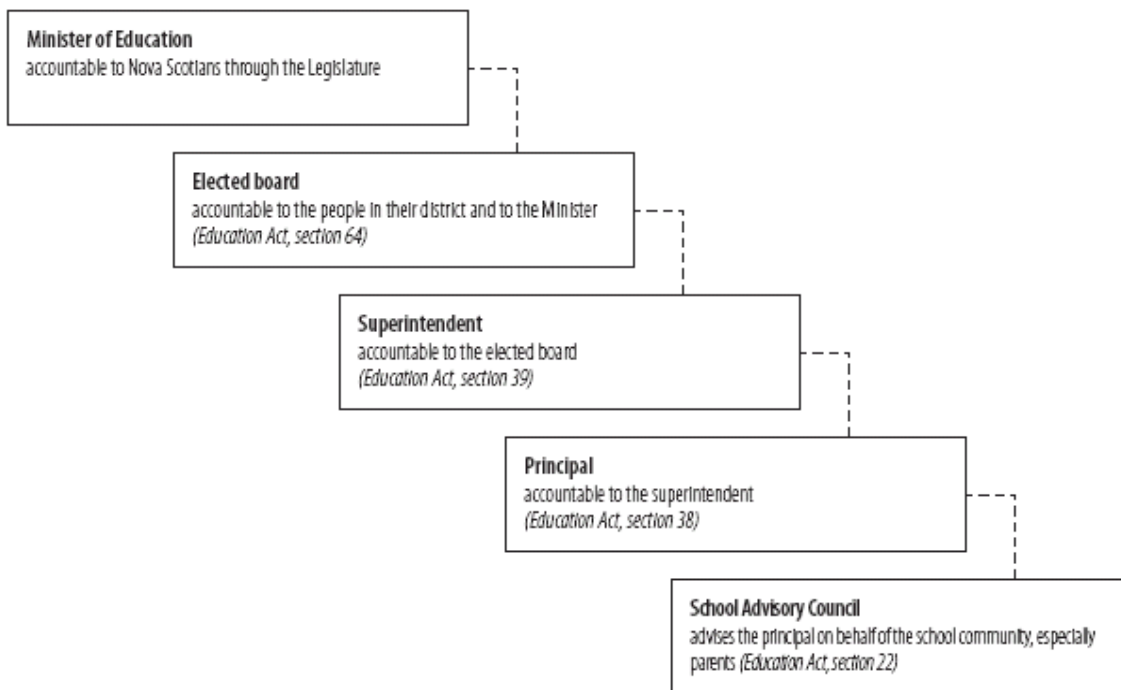 Minister of Education
accountable to Nova Scotians through the Legislature
Elected board
accountable to the people in their district and to the Minister
(Education Act, section 64)
Superintendent
accountable to the elected board
(Education Act, section 39)
Principal
accountable to the superintendent
(Education Act, section 38)
School Advisory Council
advises the principal on behalf of the school community, especially
parents (Education Act, section 22)